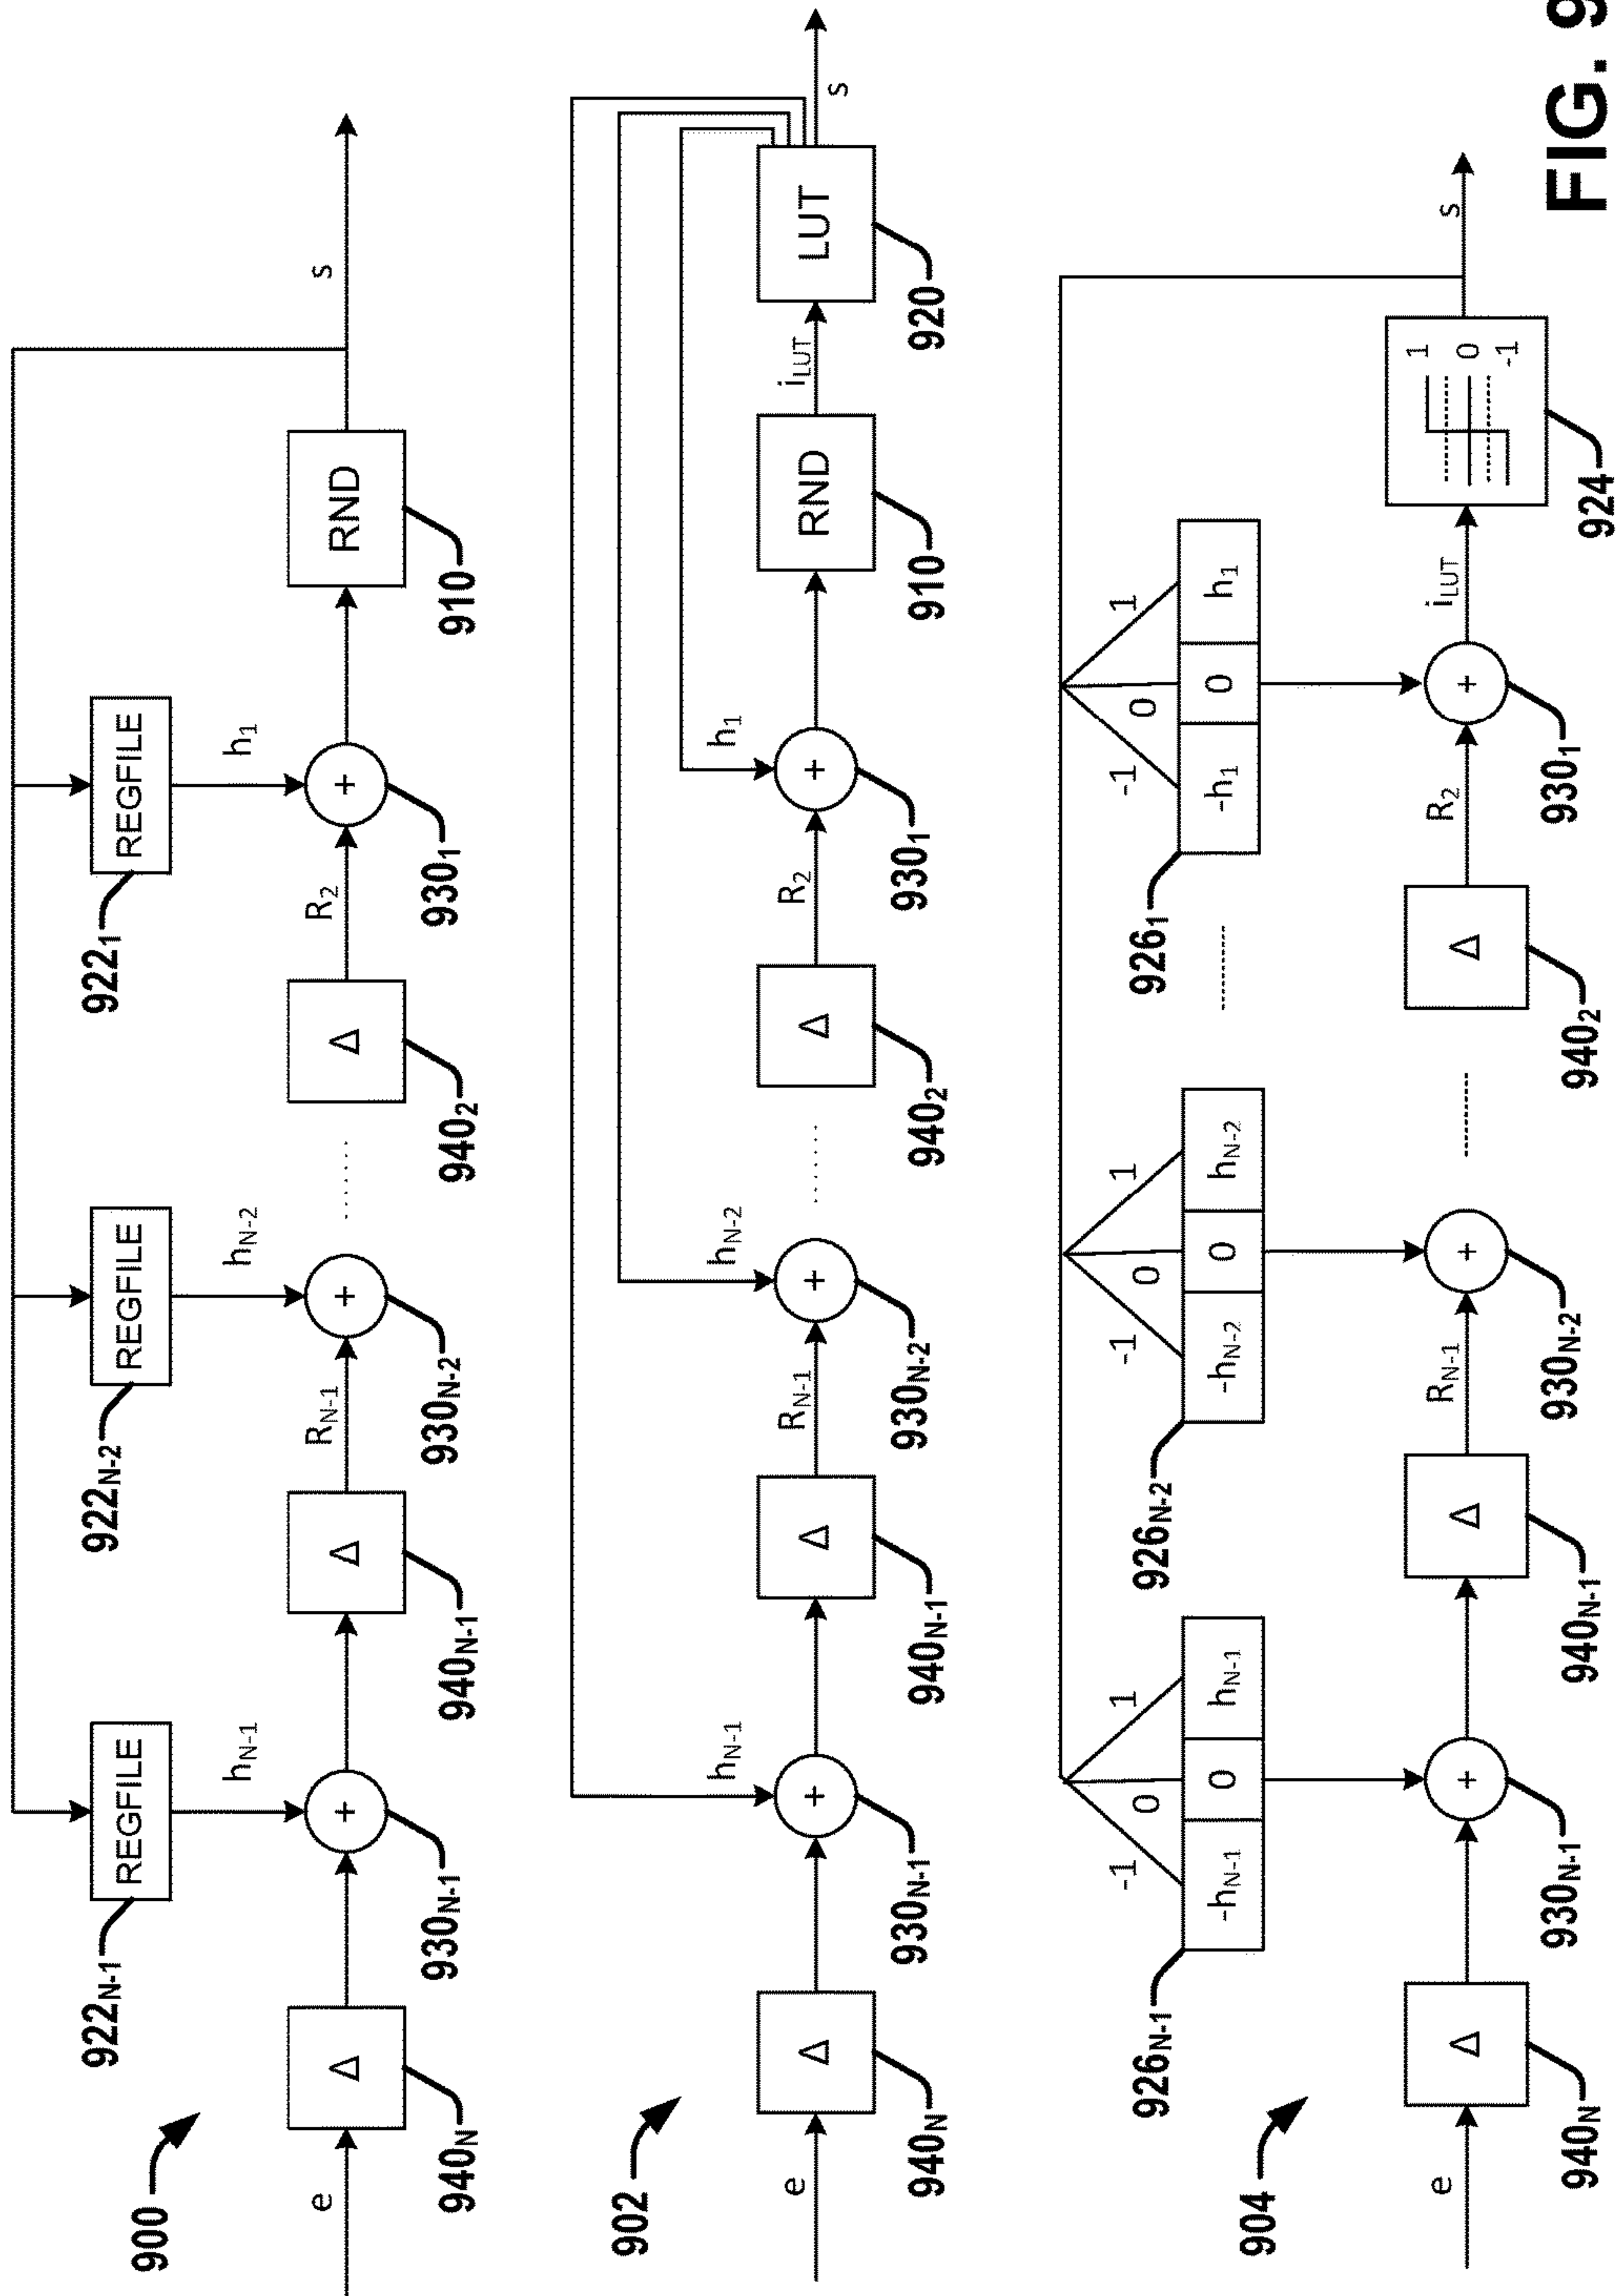 900
922N-1
922N-2
922₁
REGFILE
REGFILE
REGFILE
hN-1
hN-2
h₁
e
Δ
+
Δ
RN-1
+
......
Δ
R₂
+
RND
s
940N
930N-1
940N-1
930N-2
940₂
930₁
910
902
hN-1
hN-2
h₁
e
Δ
+
Δ
RN-1
+
......
Δ
R₂
+
RND
iLUT
LUT
s
940N
930N-1
940N-1
930N-2
940₂
930₁
910
920
904
926N-1
926N-2
926₁
-1 0 1
-1 0 1
-1 0 1
-hN-1 0 hN-1
-hN-2 0 hN-2
-h₁ 0 h₁
e
Δ
+
Δ
RN-1
+
Δ
R₂
+
iLUT
1
0
-1
s
940N
930N-1
940N-1
930N-2
940₂
930₁
924
FIG. 9